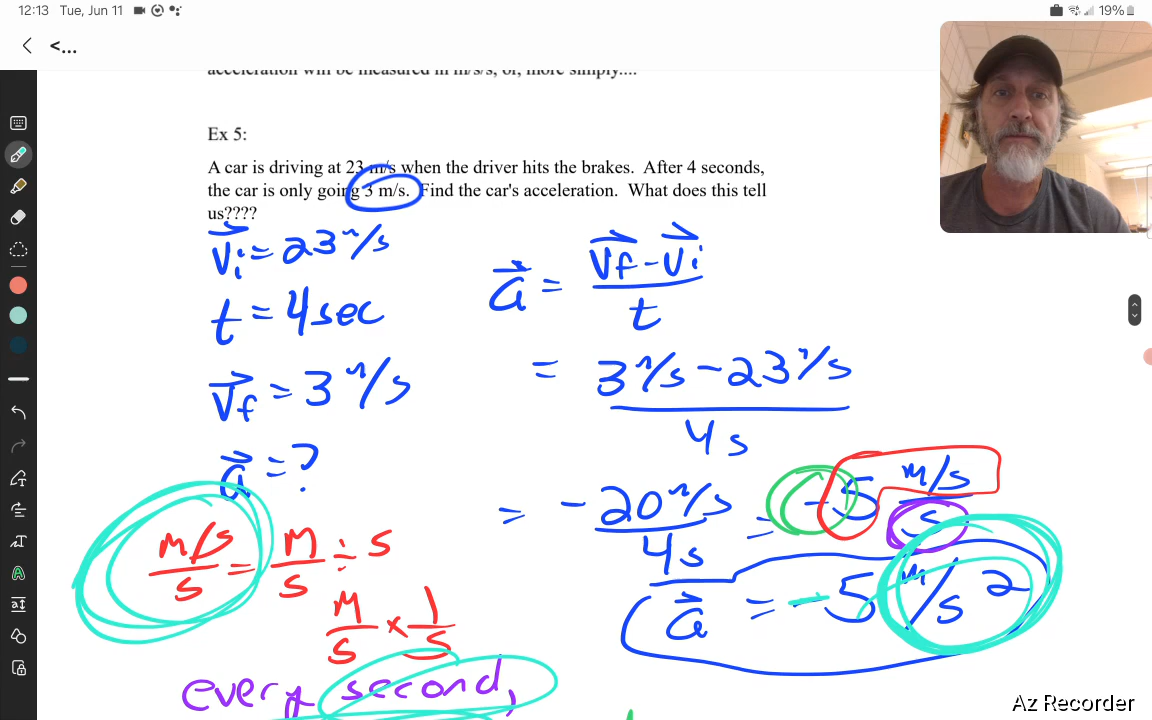 12:13 Tue, Jun 11
19%
<...
acceleration will be measured in m/s/s, or, more simply....
Ex 5:
A car is driving at 23 m/s when the driver hits the brakes. After 4 seconds,
the car is only going 3 m/s. Find the car's acceleration. What does this tell
us????
Vi = 23 m/s
t = 4 sec
Vf = 3 m/s
a = ?
a = Vf - Vi
t
= 3 m/s - 23 m/s
4 s
= -20 m/s
4 s
= -5 m/s
s
a = -5 m/s 2
m/s
s
= m
s
÷ s
m
s
× 1
s
every second,
Az Recorder